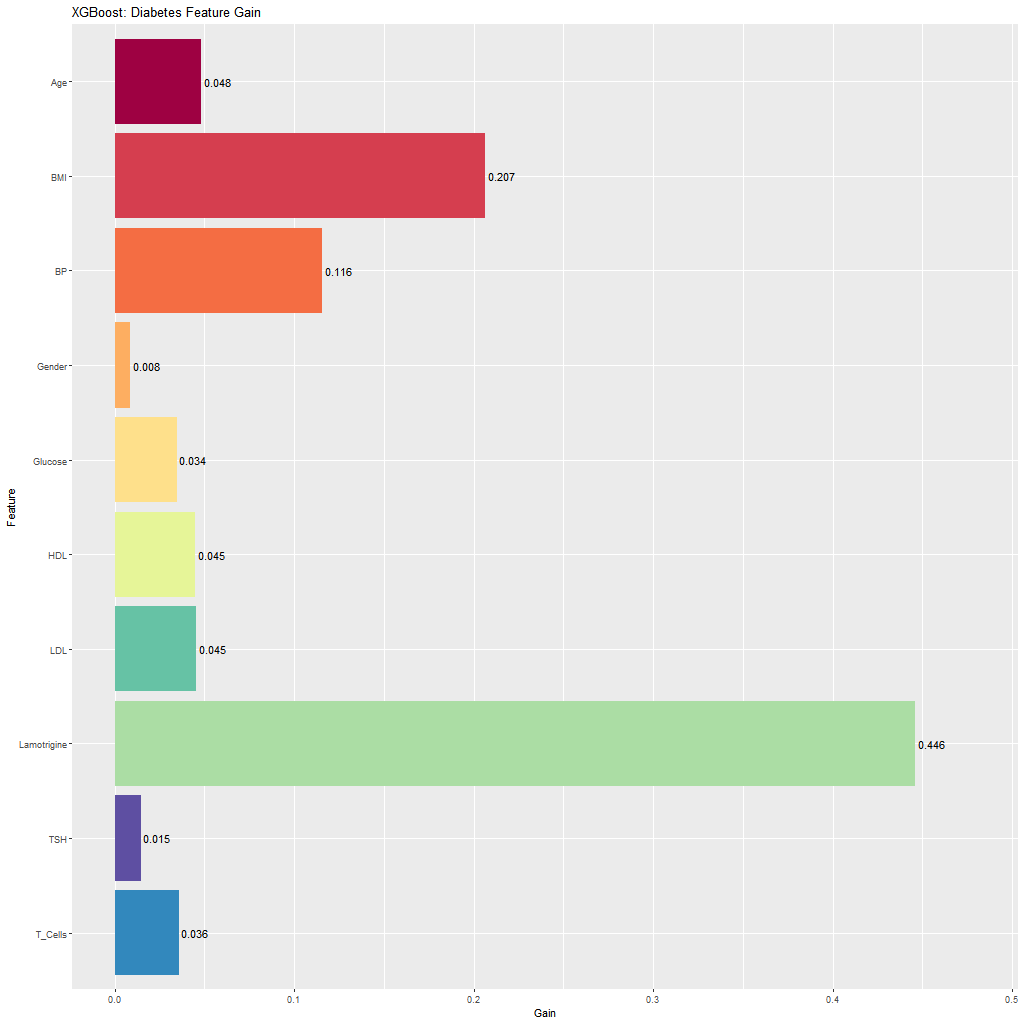 XGBoost: Diabetes Feature Gain
Age
0.048
BMI
0.207
BP
0.116
Gender
0.008
Glucose
0.034
HDL
0.045
LDL
0.045
Lamotrigine
0.446
TSH
0.015
T_Cells
0.036
Feature
0.0 0.1 0.2 0.3 0.4 0.5
Gain